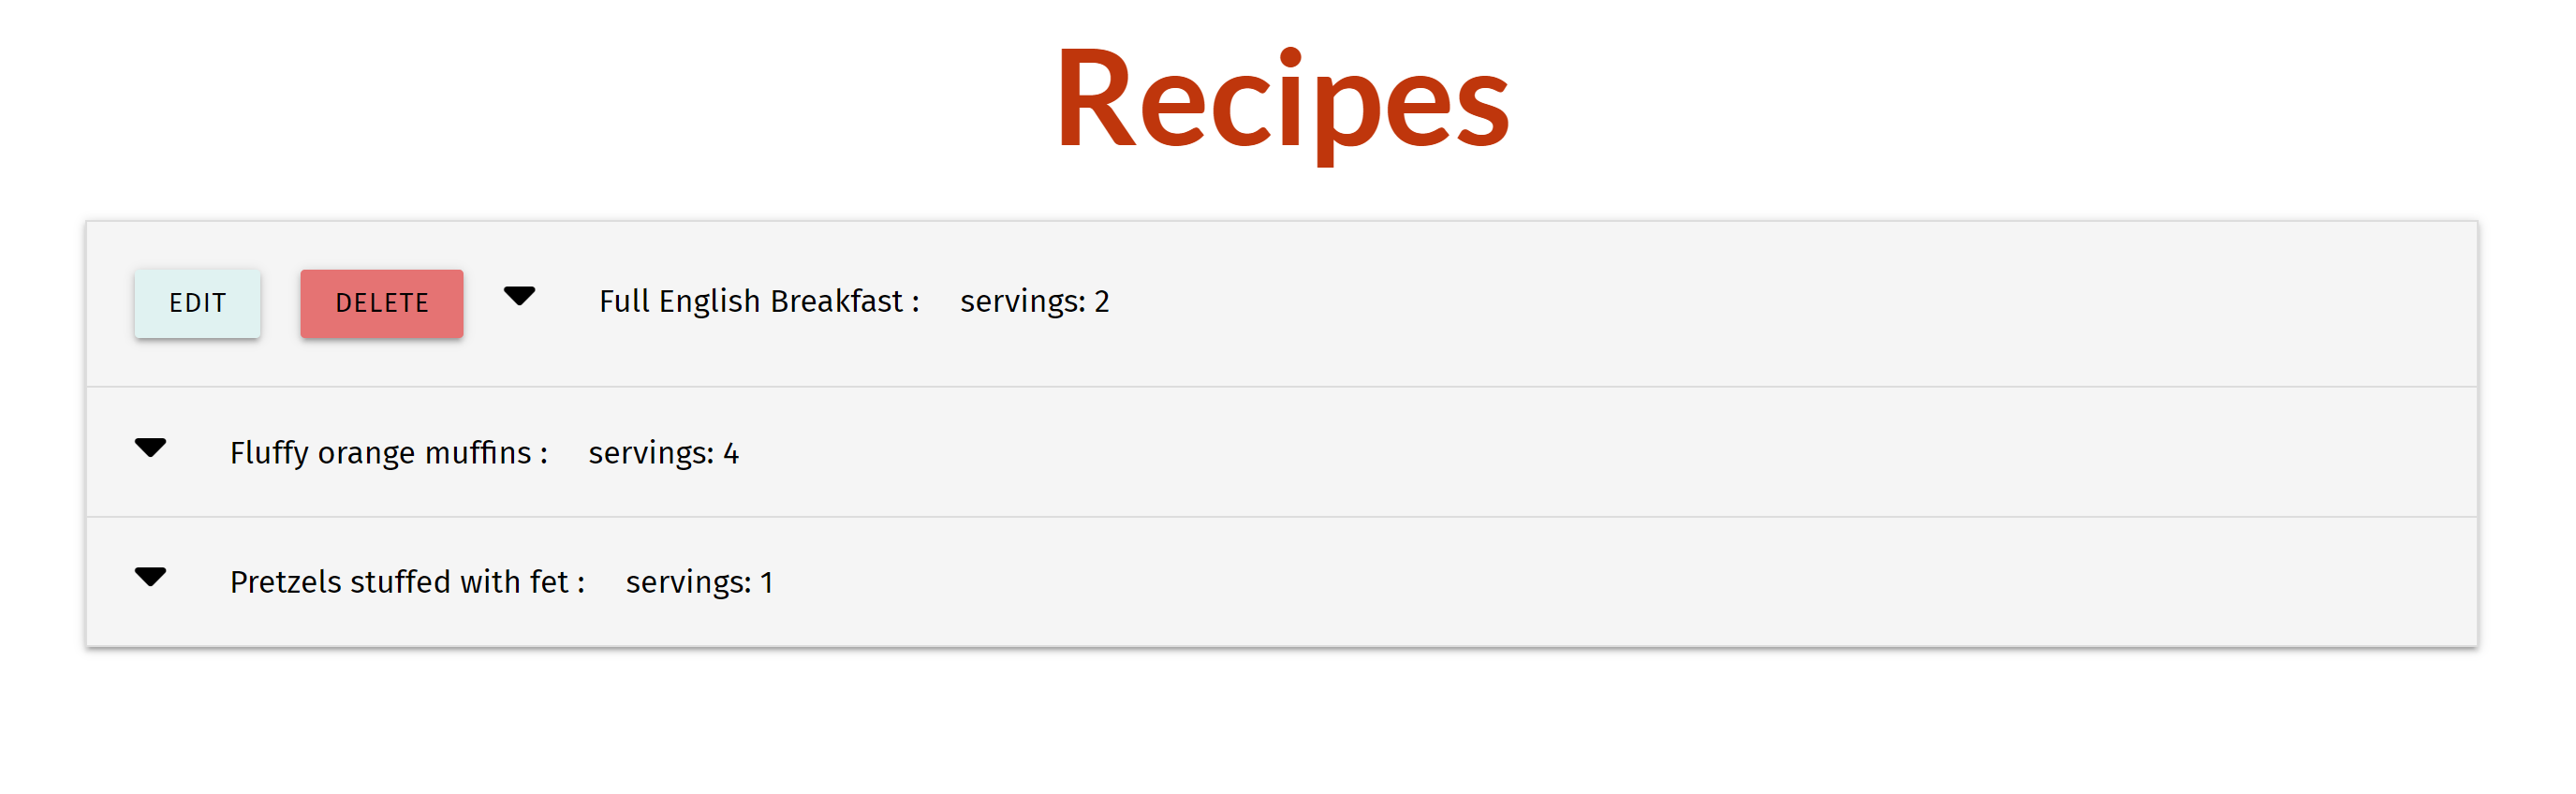 Recipes
EDIT DELETE Full English Breakfast : servings: 2
Fluffy orange muffins : servings: 4
Pretzels stuffed with fet : servings: 1